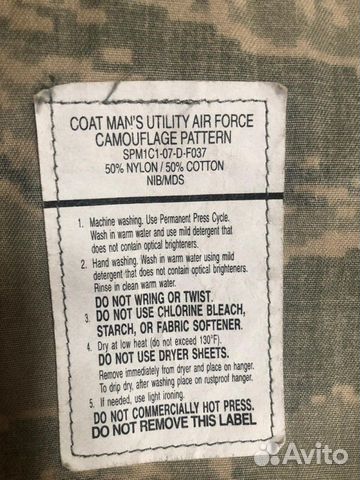 COAT MAN'S UTILITY AIR FORCE
CAMOUFLAGE PATTERN
SPM1C1-07-D-F037
50% NYLON / 50% COTTON
NIB/MDS
1. Machine washing. Use Permanent Press Cycle.
Wash in warm water and use mild detergent that
does not contain optical brighteners.
2. Hand washing. Wash in warm water using mild
detergent that does not contain optical brighteners.
Rinse in clean warm water.
DO NOT WRING OR TWIST.
3. DO NOT USE CHLORINE BLEACH,
STARCH, OR FABRIC SOFTENER.
4. Dry at low heat (do not exceed 130°F).
DO NOT USE DRYER SHEETS.
Remove immediately from dryer and place on hanger.
To drip dry, after washing place on rustproof hanger.
5. If needed, use light ironing.
DO NOT COMMERCIALLY HOT PRESS.
DO NOT REMOVE THIS LABEL
Avito